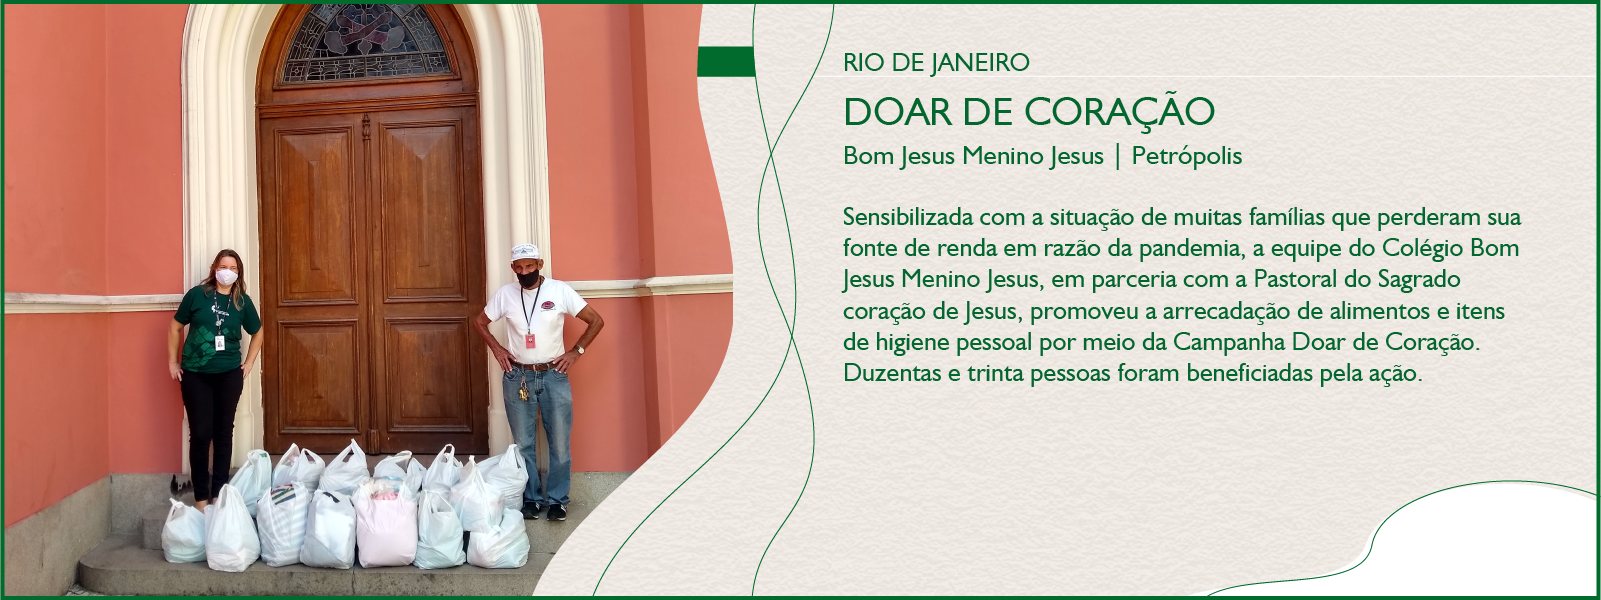 RIO DE JANEIRO
DOAR DE CORAÇÃO
Bom Jesus Menino Jesus | Petrópolis
Sensibilizada com a situação de muitas famílias que perderam sua
fonte de renda em razão da pandemia, a equipe do Colégio Bom
Jesus Menino Jesus, em parceria com a Pastoral do Sagrado
coração de Jesus, promoveu a arrecadação de alimentos e itens
de higiene pessoal por meio da Campanha Doar de Coração.
Duzentas e trinta pessoas foram beneficiadas pela ação.